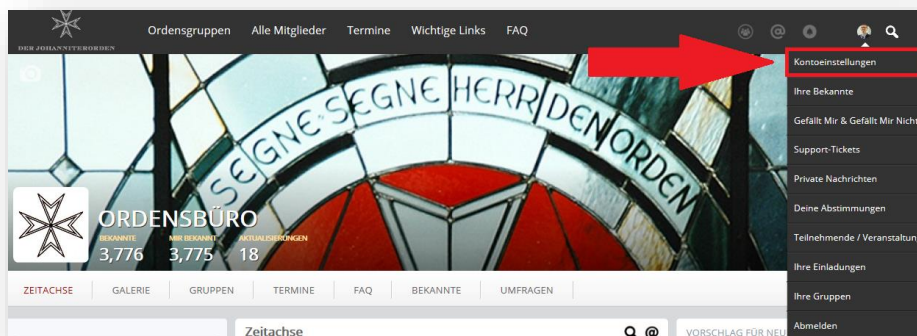 Ordensgruppen Alle Mitglieder Termine Wichtige Links FAQ
DER JOHANNITERORDEN
Kontoeinstellungen
Ihre Bekannte
Gefällt Mir & Gefällt Mir Nicht
Support-Tickets
Private Nachrichten
Deine Abstimmungen
Teilnehmende / Veranstaltun
Ihre Einladungen
Ihre Gruppen
Abmelden
SEGNE·SEGNE HERR DEN ORDEN
ORDENSBÜRO
BEKANNTE MIR BEKANNT AKTUALISIERUNGEN
3,776 3,775 18
ZEITACHSE GALERIE GRUPPEN TERMINE FAQ BEKANNTE UMFRAGEN
Zeitachse
VORSCHLAG FÜR NEU